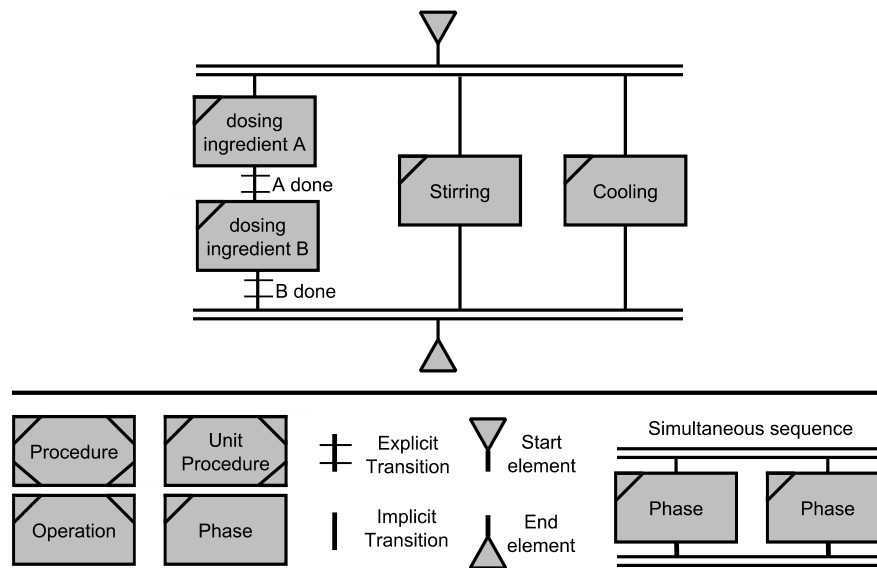 dosing
ingredient A
A done
dosing
ingredient B
B done
Stirring
Cooling
Procedure
Unit
Procedure
Explicit
Transition
Start
element
Simultaneous sequence
Operation
Phase
Implicit
Transition
End
element
Phase
Phase